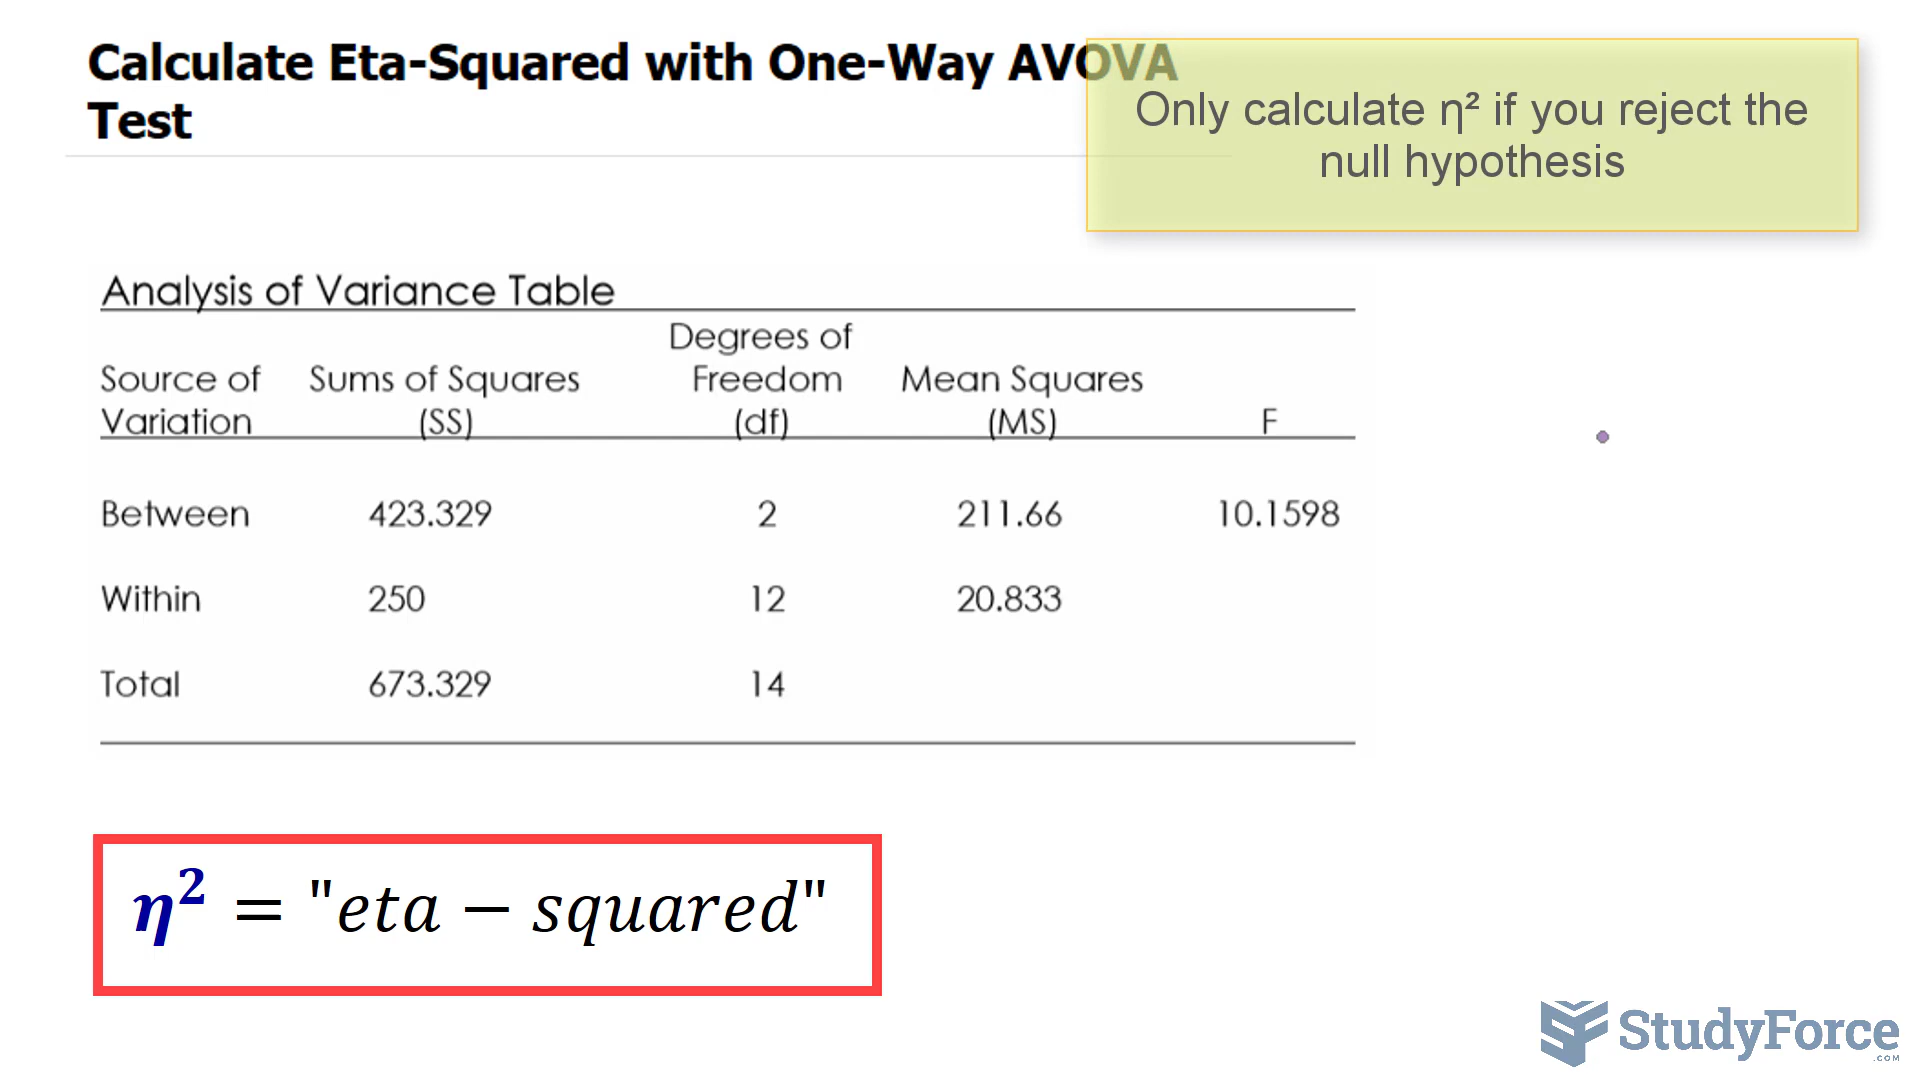 Calculate Eta-Squared with One-Way AVOVA
Test
Only calculate η² if you reject the
null hypothesis
Analysis of Variance Table
Degrees of
Source of Sums of Squares Freedom Mean Squares
Variation (SS) (df) (MS) F
Between 423.329 2 211.66 10.1598
Within 250 12 20.833
Total 673.329 14
η² = "eta − squared"
StudyForce
.COM